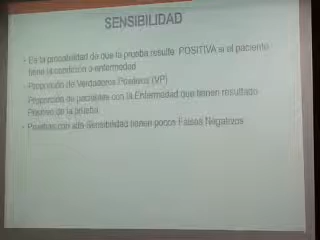 SENSIBILIDAD
- Es la probabilidad de que la prueba resulte POSITIVA si el paciente
tiene la condición o enfermedad
- Proporción de Verdaderos Positivos (VP)
Proporción de pacientes con la Enfermedad que tienen resultado
Positivo de la prueba.
- Pruebas con alta Sensibilidad tienen pocos Falsos Negativos